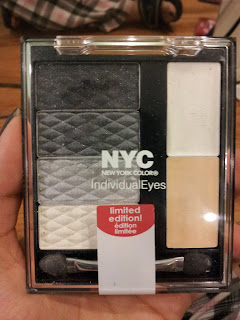 NYC
NEW YORK COLOR®
IndividualEyes
limited
edition!
édition
limitée